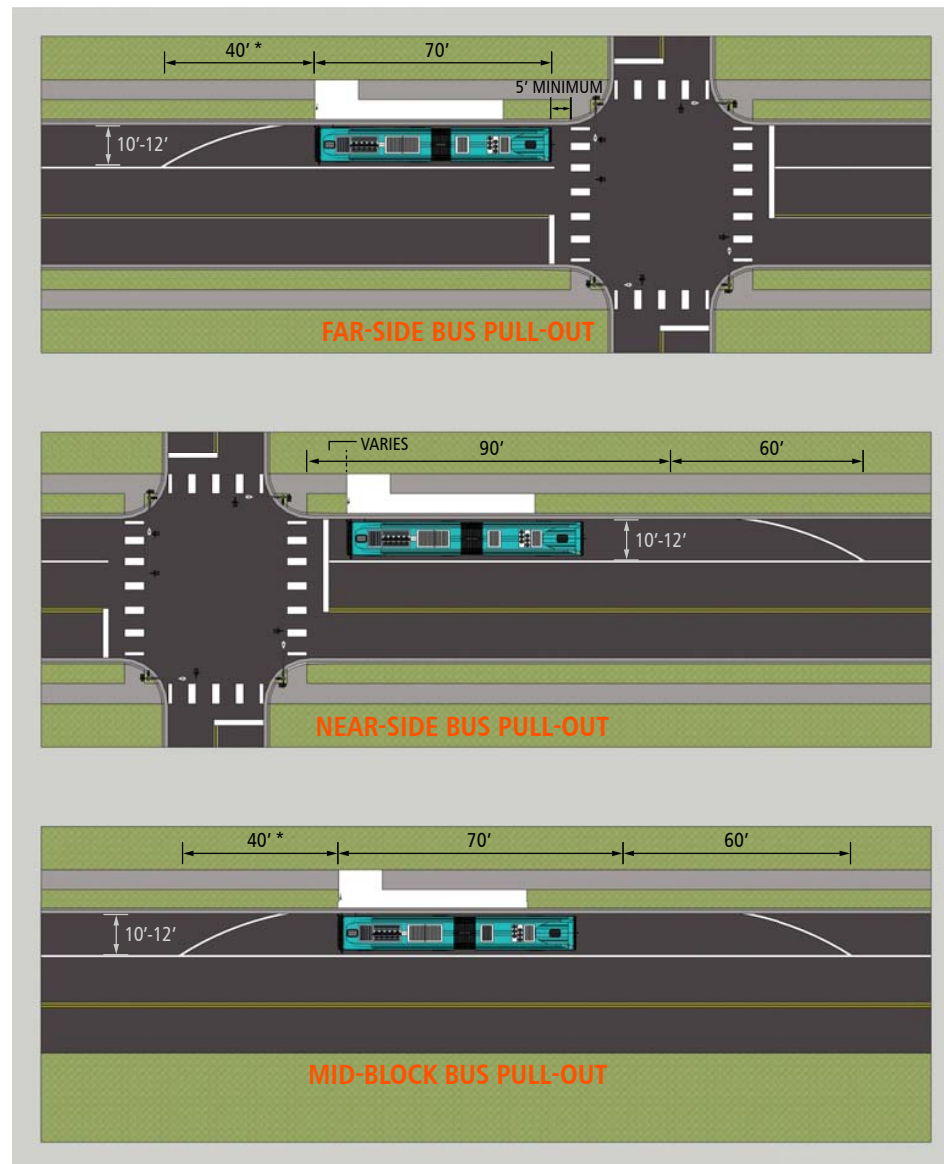 40’ *
70’
5’ MINIMUM
10’-12’
FAR-SIDE BUS PULL-OUT
VARIES
90’
60’
10’-12’
NEAR-SIDE BUS PULL-OUT
40’ *
70’
60’
10’-12’
MID-BLOCK BUS PULL-OUT